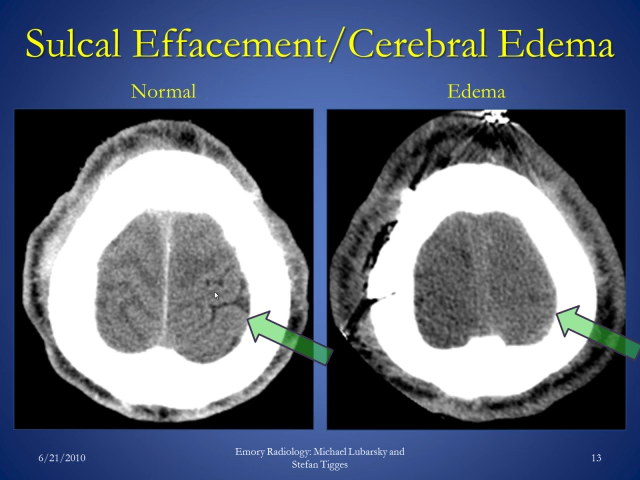 Sulcal Effacement/Cerebral Edema
Normal
Edema
6/21/2010
Emory Radiology: Michael Lubarsky and
Stefan Tigges
13